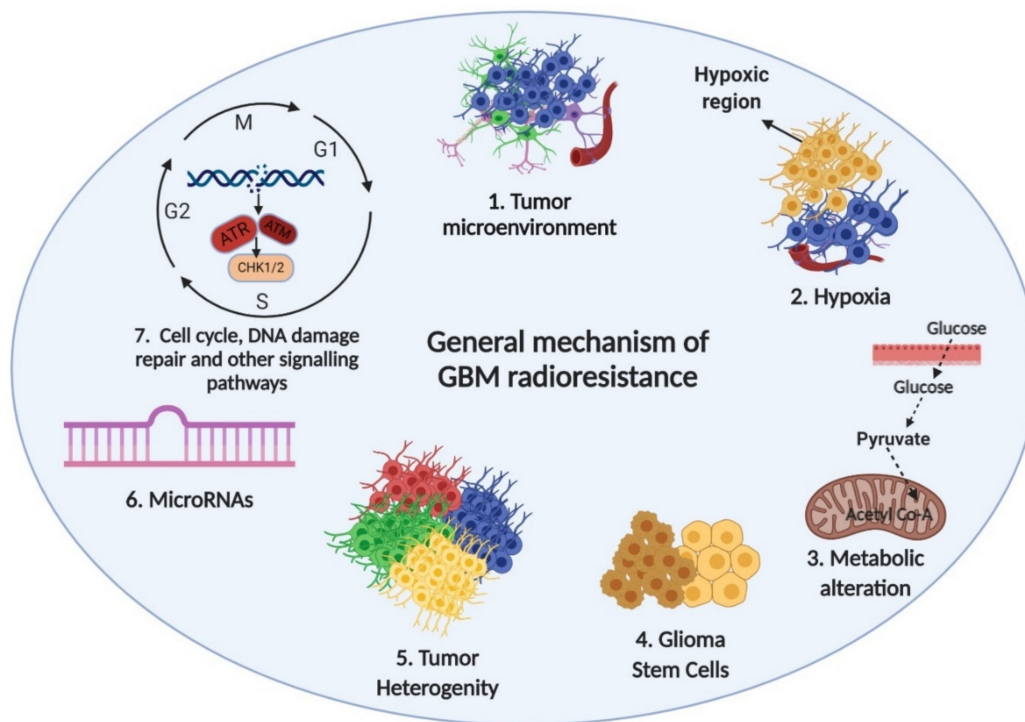 General mechanism of
GBM radioresistance
1. Tumor
microenvironment
Hypoxic
region
2. Hypoxia
Glucose
Glucose
Pyruvate
Acetyl Co-A
3. Metabolic
alteration
4. Glioma
Stem Cells
5. Tumor
Heterogenity
6. MicroRNAs
M
G1
G2
ATR
ATM
CHK1/2
S
7. Cell cycle, DNA damage
repair and other signalling
pathways